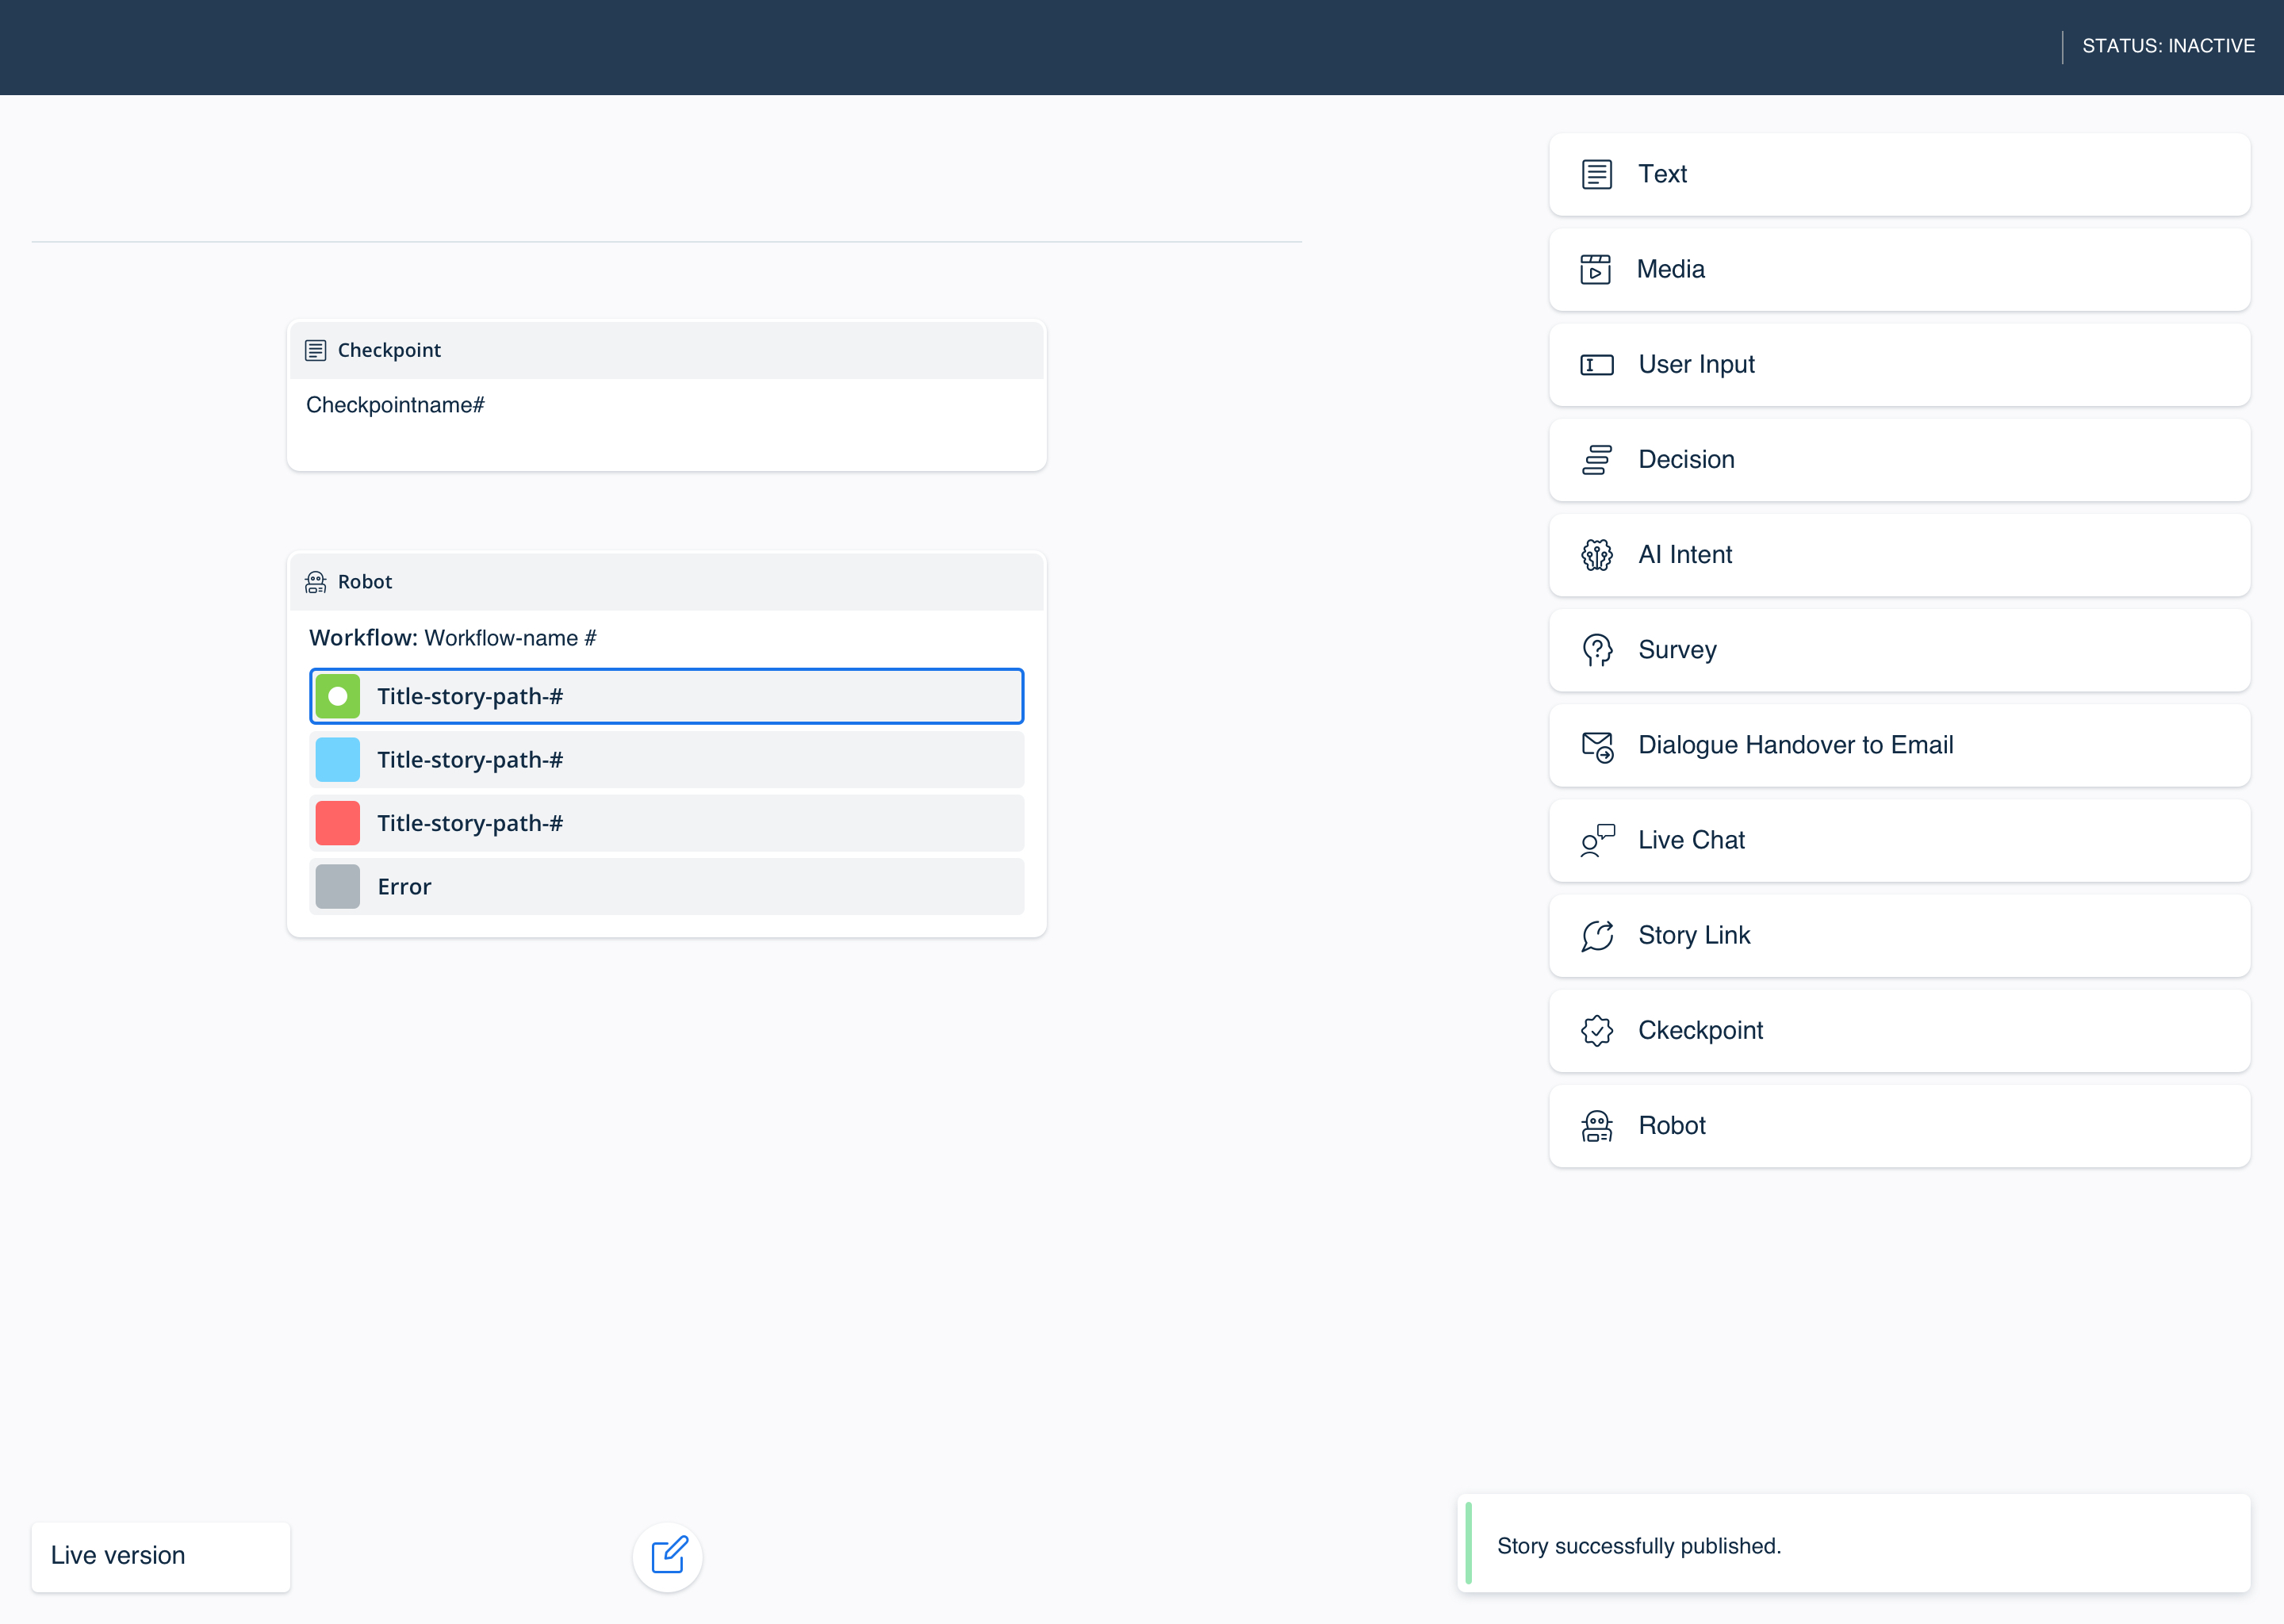 STATUS: INACTIVE
Checkpoint
Checkpointname#
Robot
Workflow: Workflow-name #
Title-story-path-#
Title-story-path-#
Title-story-path-#
Error
Text
Media
User Input
Decision
AI Intent
Survey
Dialogue Handover to Email
Live Chat
Story Link
Ckeckpoint
Robot
Live version
Story successfully published.